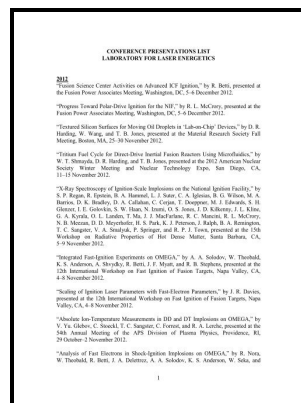 CONFERENCE PRESENTATIONS LIST
LABORATORY FOR LASER ENERGETICS
2012
"Fusion Science Center Activities on Advanced ICF Ignition," by R. Betti, presented at
the Fusion Power Associates Meeting, Washington, DC, 5–6 December 2012.
"Progress Toward Polar-Drive Ignition for the NIF," by R. L. McCrory, presented at the
Fusion Power Associates Meeting, Washington, DC, 5–6 December 2012.
"Textured Silicon Surfaces for Moving Oil Droplets in 'Lab-on-Chip' Devices," by D. R.
Harding, W. Wang, and T. B. Jones, presented at the Material Research Society Fall
Meeting, Boston, MA, 25–30 November 2012.
"Tritium Fuel Cycle for Direct-Drive Inertial Fusion Reactors Using Microfluidics," by
W. T. Shmayda, D. R. Harding, and T. B. Jones, presented at the 2012 American Nuclear
Society Winter Meeting and Nuclear Technology Expo, San Diego, CA,
11–15 November 2012.
"X-Ray Spectroscopy of Ignition-Scale Implosions on the National Ignition Facility," by
S. P. Regan, R. Epstein, B. A. Hammel, L. J. Suter, C. A. Iglesias, B. G. Wilson, M. A.
Barrios, D. K. Bradley, D. A. Callahan, C. Cerjan, T. Doeppner, M. J. Edwards, S. H.
Glenzer, I. E. Golovkin, S. W. Haan, N. Izumi, O. S. Jones, J. D. Kilkenny, J. L. Kline,
G. A. Kyrala, O. L. Landen, T. Ma, J. J. MacFarlane, R. C. Mancini, R. L. McCrory,
N. B. Meezan, D. D. Meyerhofer, H. S. Park, K. J. Peterson, J. Ralph, B. A. Remington,
T. C. Sangster, V. A. Smalyuk, P. Springer, and R. P. J. Town, presented at the 15th
Workshop on Radiative Properties of Hot Dense Matter, Santa Barbara, CA,
5–9 November 2012.
"Integrated Fast-Ignition Experiments on OMEGA," by A. A. Solodov, W. Theobald,
K. S. Anderson, A. Shvydky, R. Betti, J. F. Myatt, and R. B. Stephens, presented at the
12th International Workshop on Fast Ignition of Fusion Targets, Napa Valley, CA,
4–8 November 2012.
"Scaling of Ignition Laser Parameters with Fast-Electron Parameters," by J. R. Davies,
presented at the 12th International Workshop on Fast Ignition of Fusion Targets, Napa
Valley, CA, 4–8 November 2012.
"Absolute Ion-Temperature Measurements in DD and DT Implosions on OMEGA," by
V. Yu. Glebov, C. Stoeckl, T. C. Sangster, C. Forrest, and R. A. Lerche, presented at the
54th Annual Meeting of the APS Division of Plasma Physics, Providence, RI,
29 October–2 November 2012.
"Analysis of Fast Electrons in Shock-Ignition Implosions on OMEGA," by R. Nora,
W. Theobald, R. Betti, J. A. Delettrez, A. A. Solodov, K. S. Anderson, W. Seka, and
1